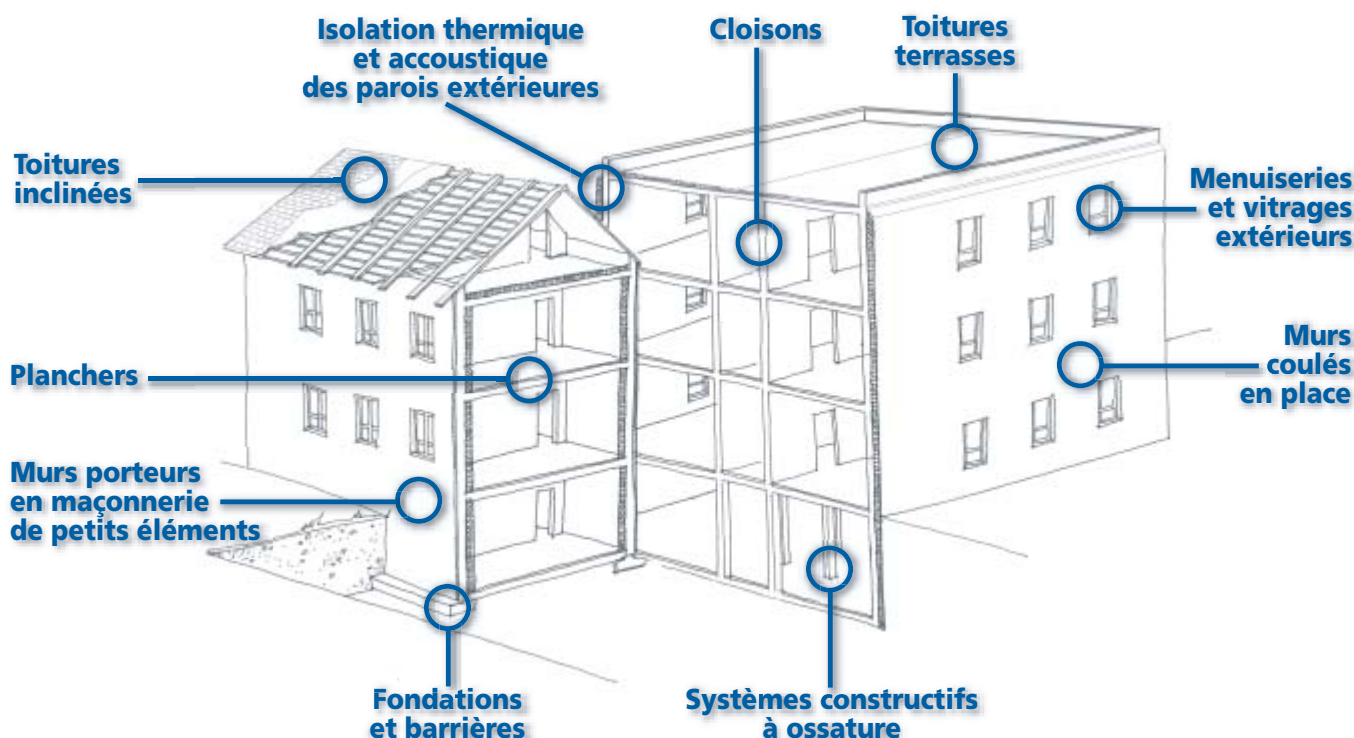 Isolation thermique
et accoustique
des parois extérieures
Cloisons
Toitures
terrasses
Toitures
inclinées
Menuiseries
et vitrages
extérieurs
Planchers
Murs
coulés
en place
Murs porteurs
en maçonnerie
de petits éléments
Fondations
et barrières
Systèmes constructifs
à ossature